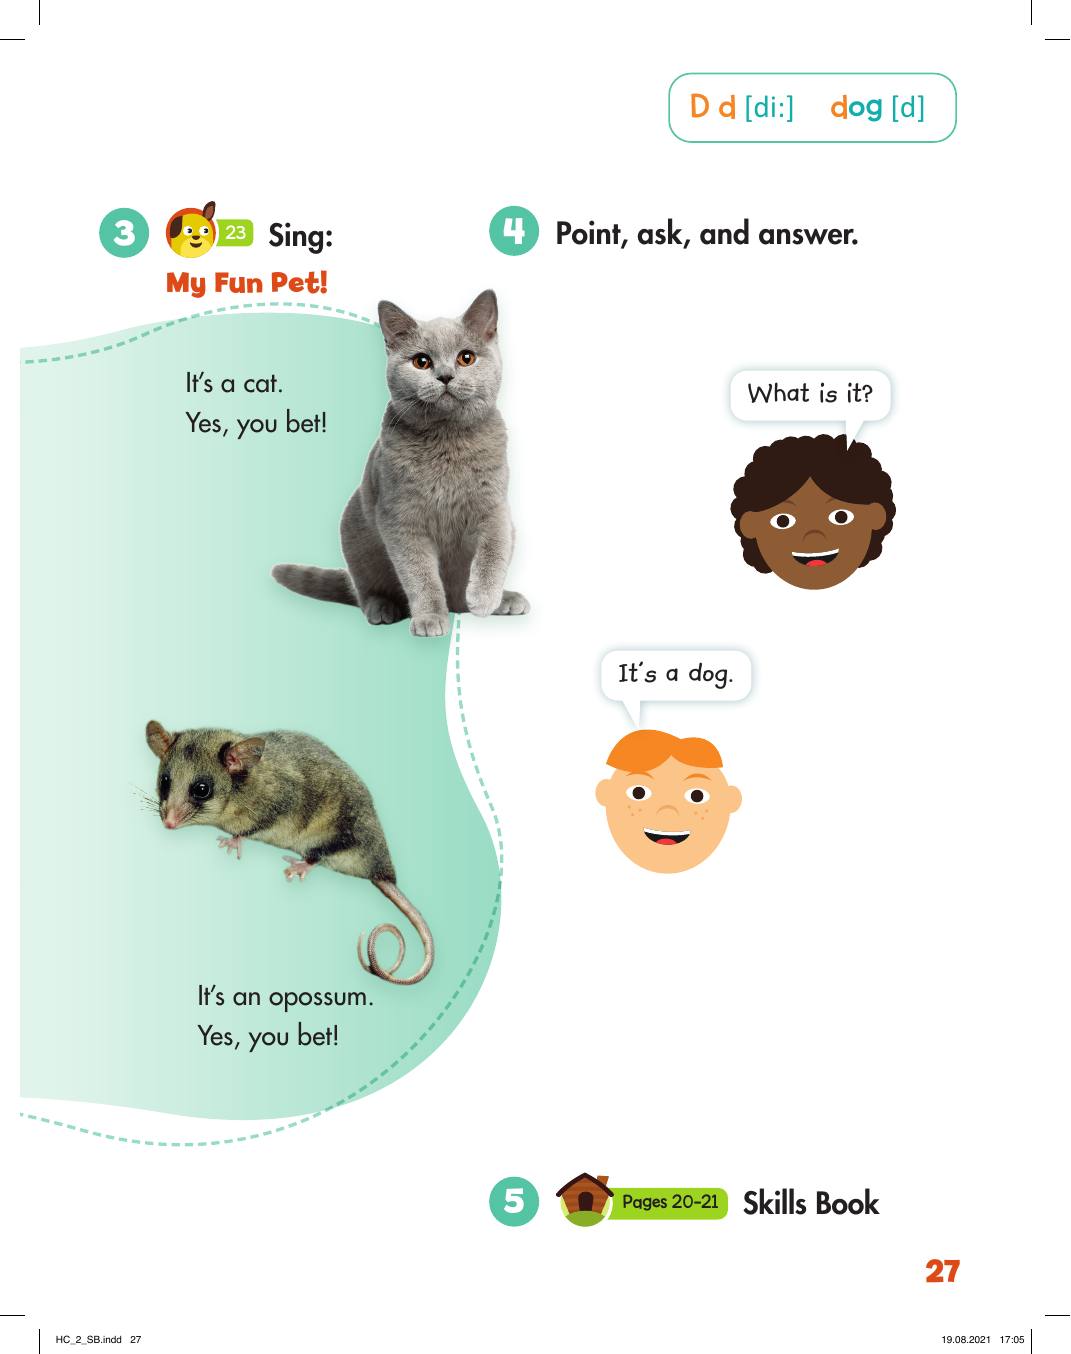 D d [di:] dog [d]
3 23 Sing:
My Fun Pet!
It's a cat.
Yes, you bet!
It's an opossum.
Yes, you bet!
4 Point, ask, and answer.
What is it?
It's a dog.
5 Pages 20-21 Skills Book
27
HC_2_SB.indd 27
19.08.2021 17:05